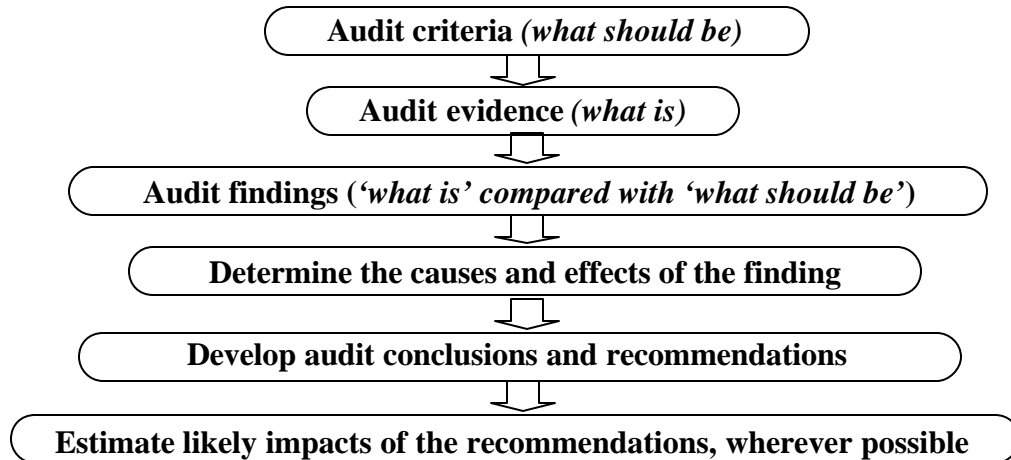 Audit criteria (what should be)
Audit evidence (what is)
Audit findings (‘what is’ compared with ‘what should be’)
Determine the causes and effects of the finding
Develop audit conclusions and recommendations
Estimate likely impacts of the recommendations, wherever possible